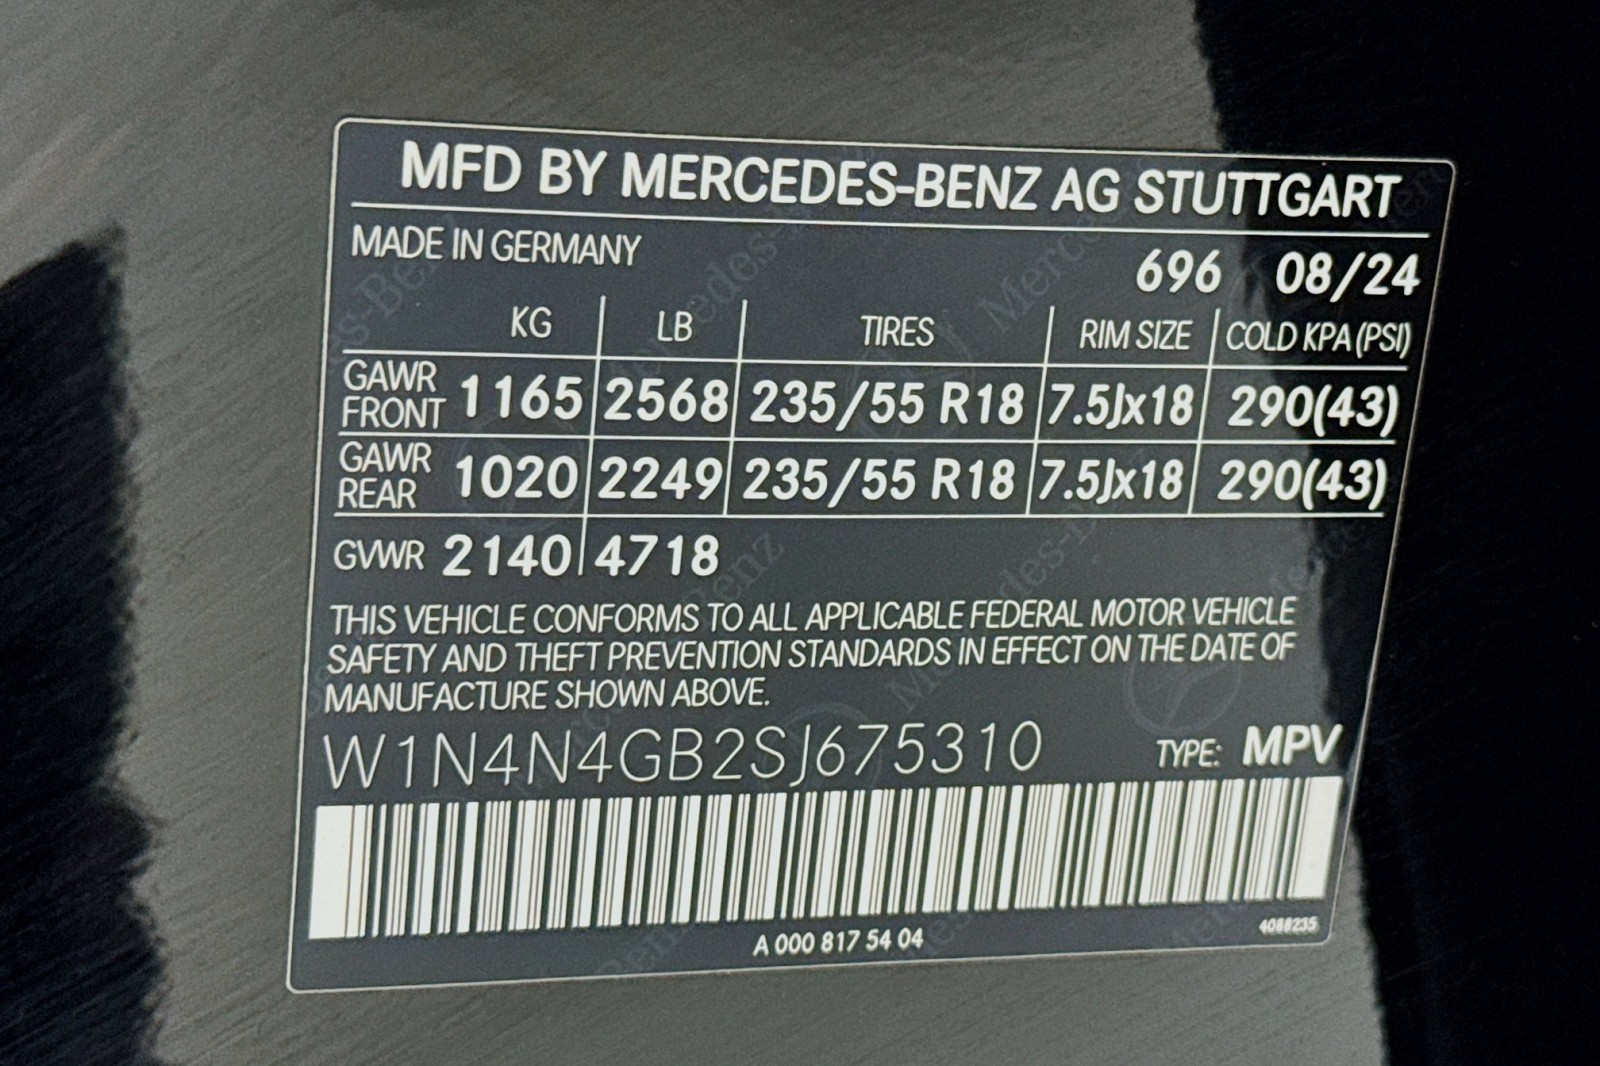 MFD BY MERCEDES-BENZ AG STUTTGART
MADE IN GERMANY 696 08/24
KG LB TIRES RIM SIZE COLD KPA (PSI)
GAWR FRONT 1165 2568 235/55 R18 7.5Jx18 290(43)
GAWR REAR 1020 2249 235/55 R18 7.5Jx18 290(43)
GVWR 2140 4718
THIS VEHICLE CONFORMS TO ALL APPLICABLE FEDERAL MOTOR VEHICLE
SAFETY AND THEFT PREVENTION STANDARDS IN EFFECT ON THE DATE OF
MANUFACTURE SHOWN ABOVE.
W1N4N4GB2SJ675310 TYPE: MPV
A 000 817 54 04
4088235